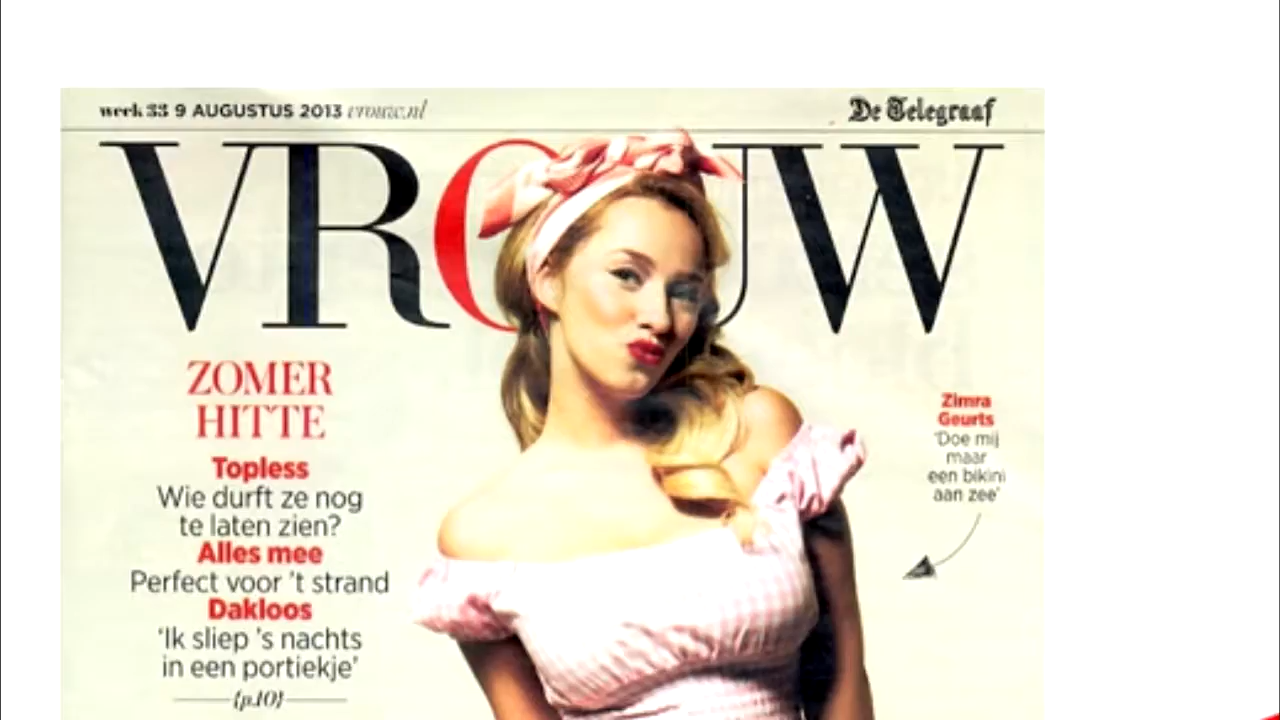 week 33 9 AUGUSTUS 2013 vrouw.nl
De Telegraaf
VROUW
ZOMER
HITTE
Topless
Wie durft ze nog
te laten zien?
Alles mee
Perfect voor 't strand
Dakloos
'Ik sliep 's nachts
in een portiekje'
{p.10}
Zimra
Geurts
'Doe mij
maar
een bikini
aan zee'